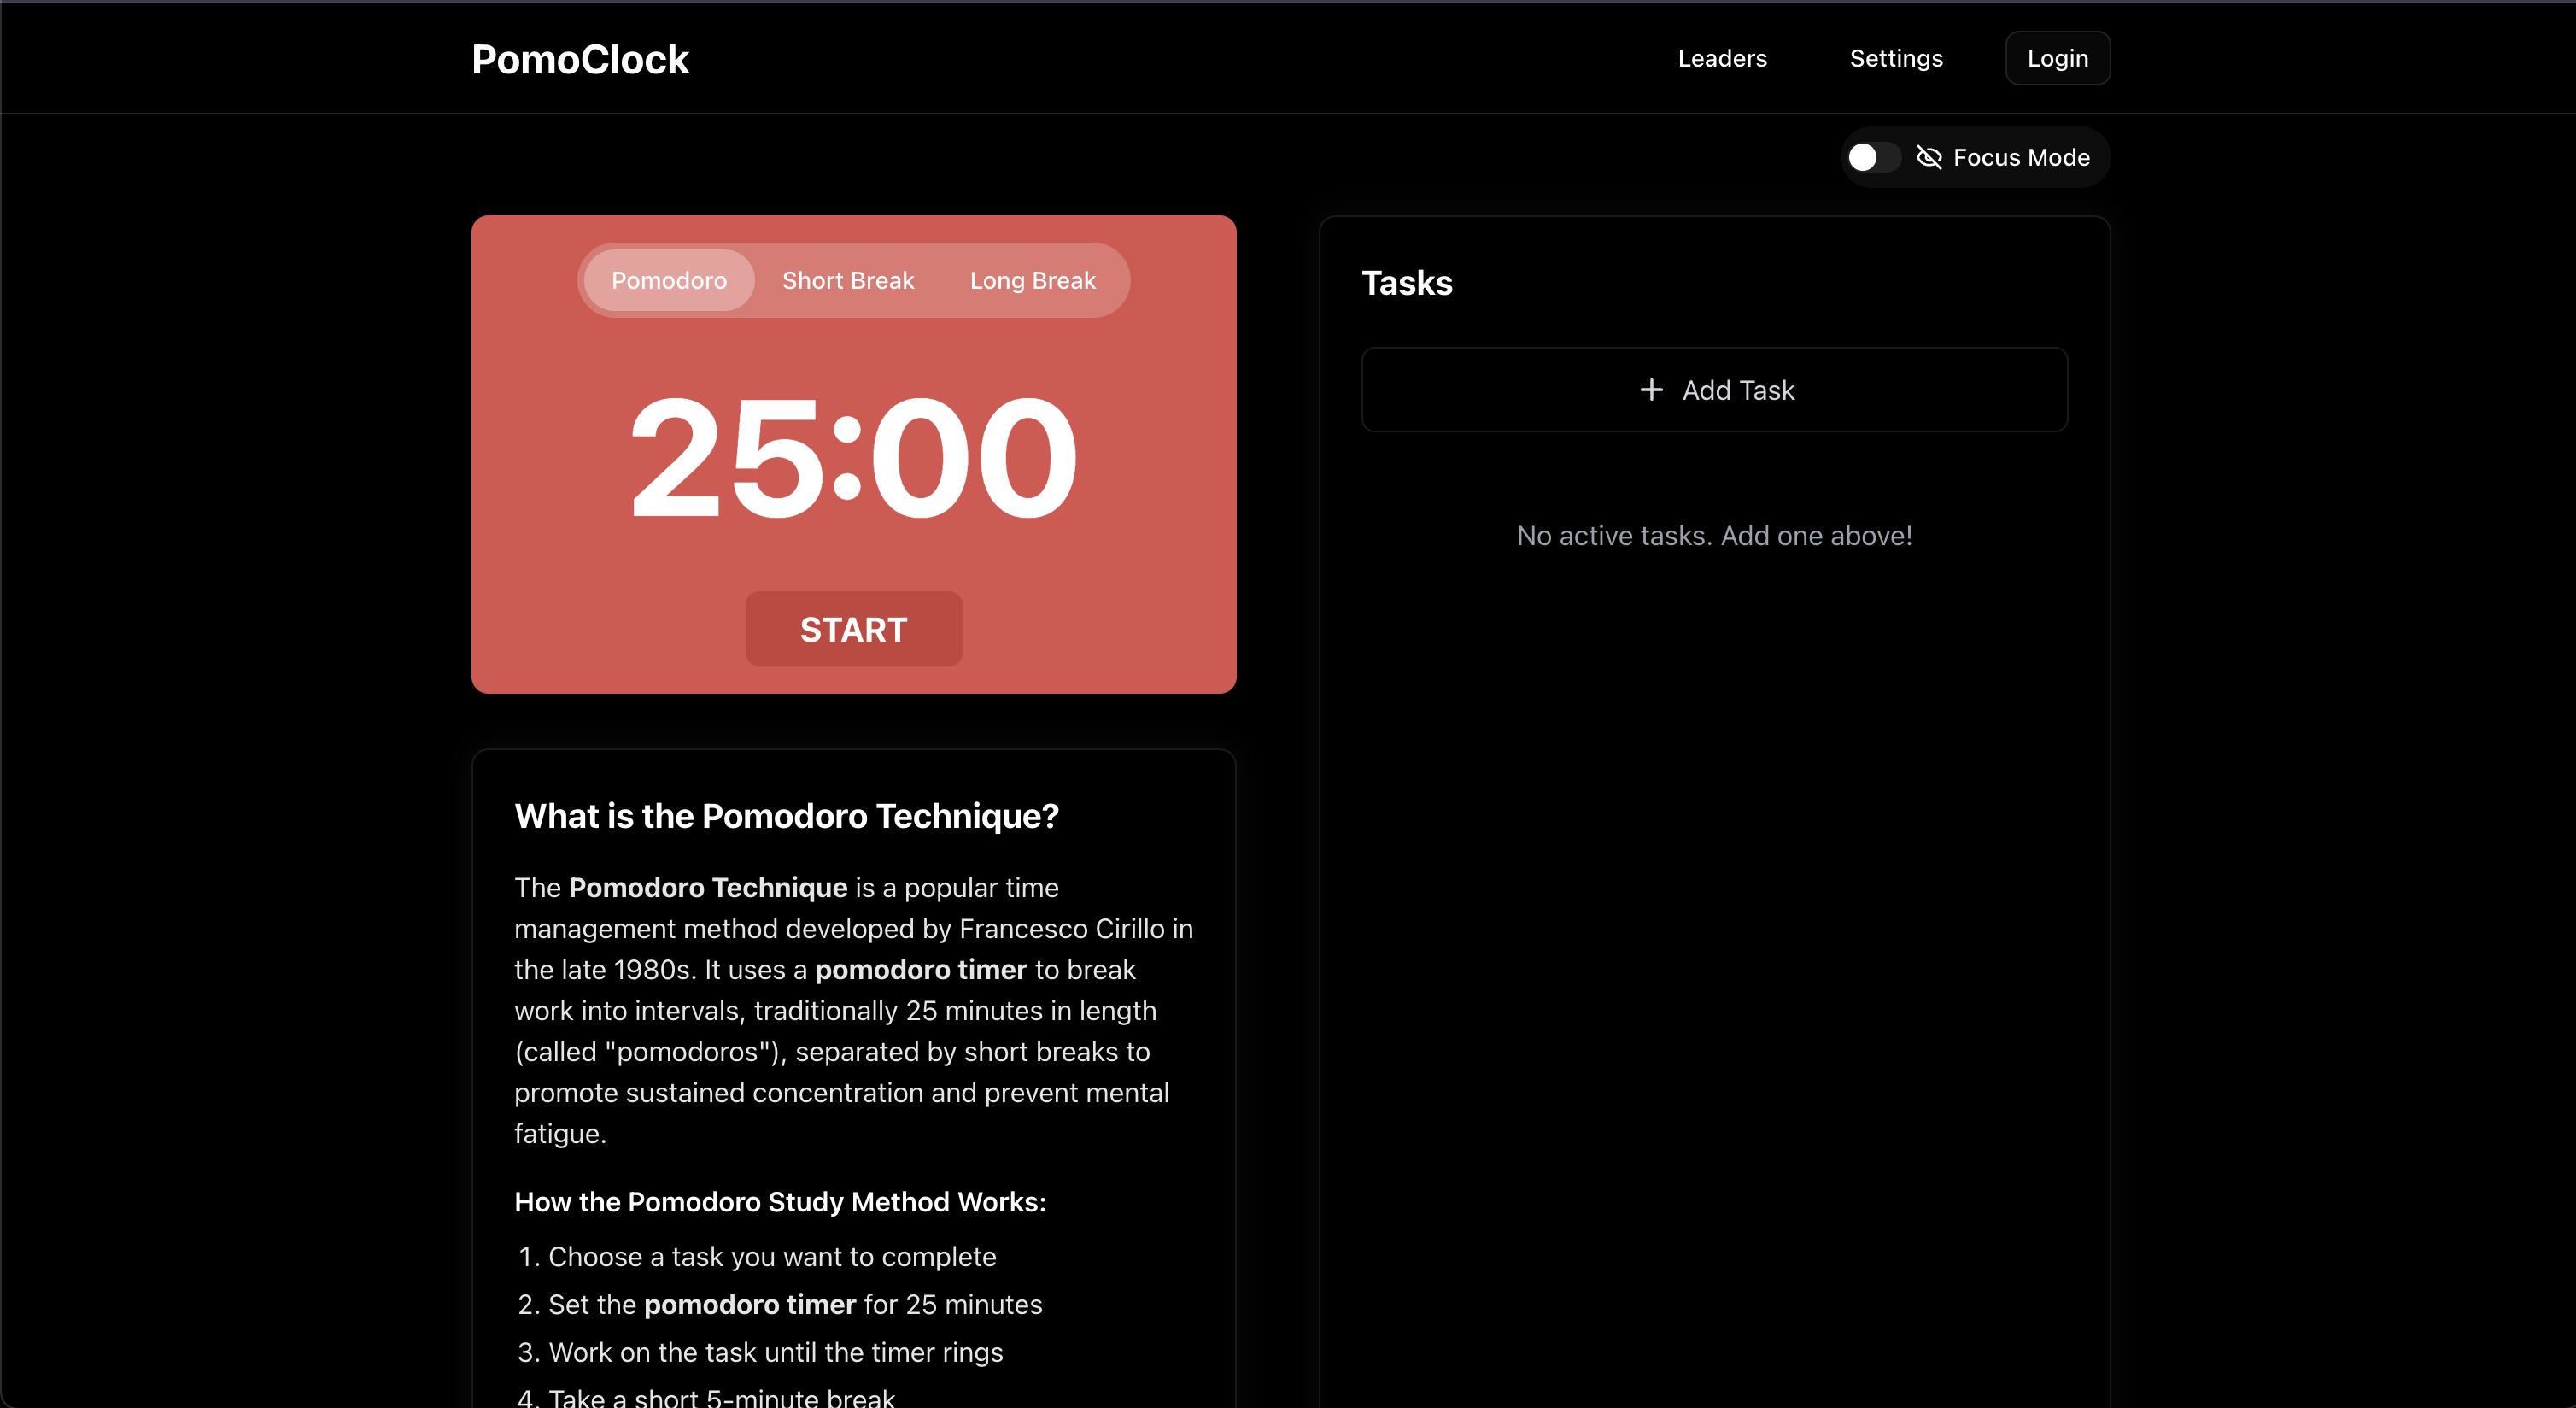 PomoClock
Leaders
Settings
Login
Focus Mode
Pomodoro
Short Break
Long Break
25:00
START
Tasks
Add Task
No active tasks. Add one above!
What is the Pomodoro Technique?
The Pomodoro Technique is a popular time
management method developed by Francesco Cirillo in
the late 1980s. It uses a pomodoro timer to break
work into intervals, traditionally 25 minutes in length
(called "pomodoros"), separated by short breaks to
promote sustained concentration and prevent mental
fatigue.
How the Pomodoro Study Method Works:
1. Choose a task you want to complete
2. Set the pomodoro timer for 25 minutes
3. Work on the task until the timer rings
4. Take a short 5-minute break